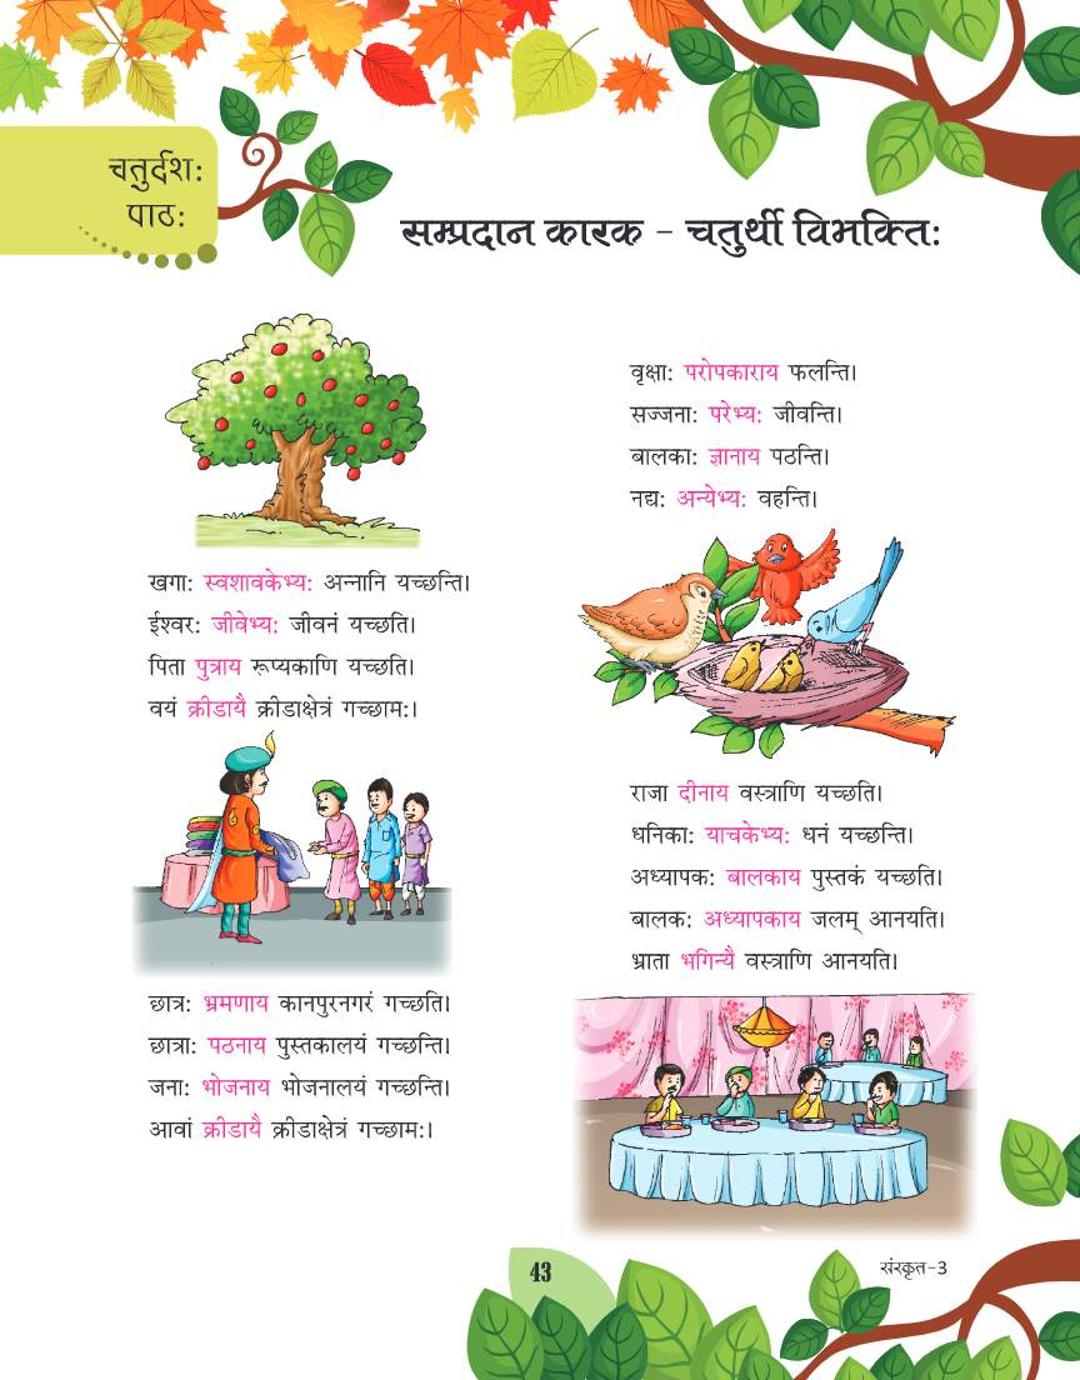 चतुर्दश:
पाठ:
सम्प्रदान कारक - चतुर्थी विभक्ति:
वृक्षा: परोपकाराय फलन्ति।
सज्जना: परेभ्य: जीवन्ति।
बालका: ज्ञानाय पठन्ति।
नद्य: अन्येभ्य: वहन्ति।
खगा: स्वशावकेभ्य: अन्नानि यच्छन्ति।
ईश्वर: जीवेभ्य: जीवनं यच्छति।
पिता पुत्राय रूप्यकाणि यच्छति।
वयं क्रीडायै क्रीडाक्षेत्रं गच्छाम:।
राजा दीनाय वस्त्राणि यच्छति।
धनिका: याचकेभ्य: धनं यच्छन्ति।
अध्यापक: बालकाय पुस्तकं यच्छति।
बालक: अध्यापकाय जलम् आनयति।
भ्राता भगिन्यै वस्त्राणि आनयति।
छात्र: भ्रमणाय कानपुरनगरं गच्छति।
छात्रा: पठनाय पुस्तकालयं गच्छन्ति।
जना: भोजनाय भोजनालयं गच्छन्ति।
आवां क्रीडायै क्रीडाक्षेत्रं गच्छाम:।
43
संस्कृत-3